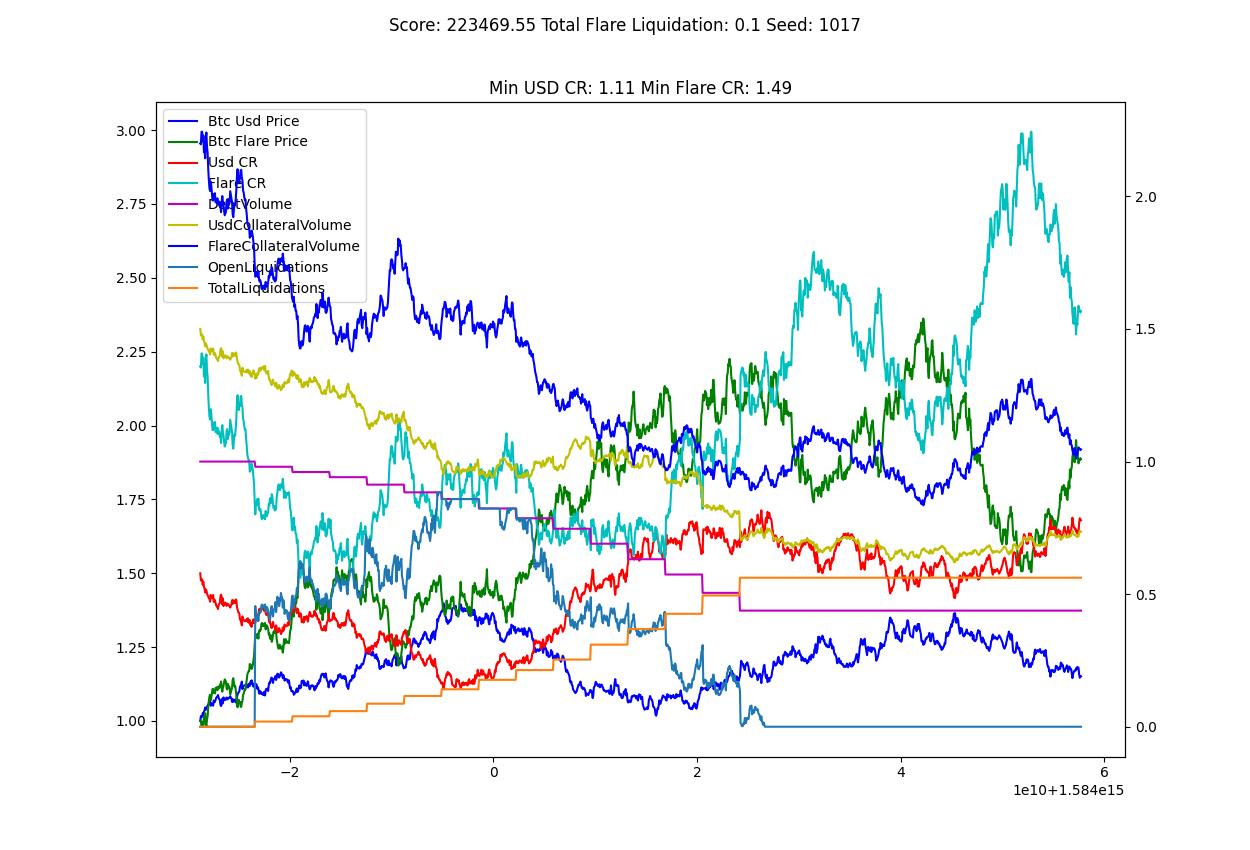 Score: 223469.55 Total Flare Liquidation: 0.1 Seed: 1017
Min USD CR: 1.11 Min Flare CR: 1.49
Btc Usd Price
Btc Flare Price
Usd CR
Flare CR
DebtVolume
UsdCollateralVolume
FlareCollateralVolume
OpenLiquidations
TotalLiquidations
3.00
2.75
2.50
2.25
2.00
1.75
1.50
1.25
1.00
2.0
1.5
1.0
0.5
0.0
−2
0
2
4
6
1e10+1.584e15